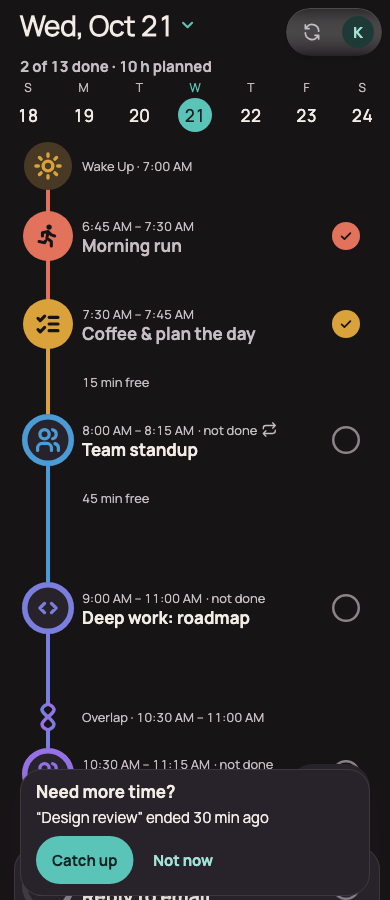 Wed, Oct 21
K
2 of 13 done · 10 h planned
S M T W T F S
18 19 20 21 22 23 24
Wake Up · 7:00 AM
6:45 AM – 7:30 AM
Morning run
7:30 AM – 7:45 AM
Coffee & plan the day
15 min free
8:00 AM – 8:15 AM · not done
Team standup
45 min free
9:00 AM – 11:00 AM · not done
Deep work: roadmap
Overlap · 10:30 AM – 11:00 AM
10:30 AM – 11:15 AM · not done
Need more time?
"Design review" ended 30 min ago
Catch up Not now
Reply to email